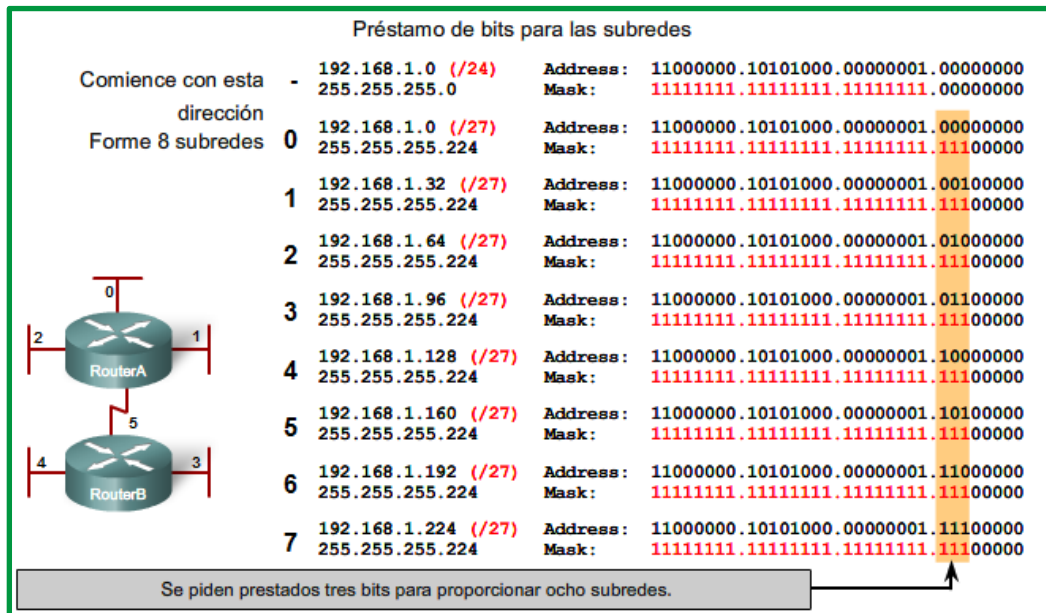 Préstamo de bits para las subredes
Comience con esta
dirección
Forme 8 subredes
- 192.168.1.0 (/24) Address: 11000000.10101000.00000001.00000000
255.255.255.0 Mask: 11111111.11111111.11111111.00000000
0 192.168.1.0 (/27) Address: 11000000.10101000.00000001.00000000
255.255.255.224 Mask: 11111111.11111111.11111111.11100000
1 192.168.1.32 (/27) Address: 11000000.10101000.00000001.00100000
255.255.255.224 Mask: 11111111.11111111.11111111.11100000
2 192.168.1.64 (/27) Address: 11000000.10101000.00000001.01000000
255.255.255.224 Mask: 11111111.11111111.11111111.11100000
3 192.168.1.96 (/27) Address: 11000000.10101000.00000001.01100000
255.255.255.224 Mask: 11111111.11111111.11111111.11100000
4 192.168.1.128 (/27) Address: 11000000.10101000.00000001.10000000
255.255.255.224 Mask: 11111111.11111111.11111111.11100000
5 192.168.1.160 (/27) Address: 11000000.10101000.00000001.10100000
255.255.255.224 Mask: 11111111.11111111.11111111.11100000
6 192.168.1.192 (/27) Address: 11000000.10101000.00000001.11000000
255.255.255.224 Mask: 11111111.11111111.11111111.11100000
7 192.168.1.224 (/27) Address: 11000000.10101000.00000001.11100000
255.255.255.224 Mask: 11111111.11111111.11111111.11100000
0
2 1
RouterA
5
4 3
RouterB
Se piden prestados tres bits para proporcionar ocho subredes.